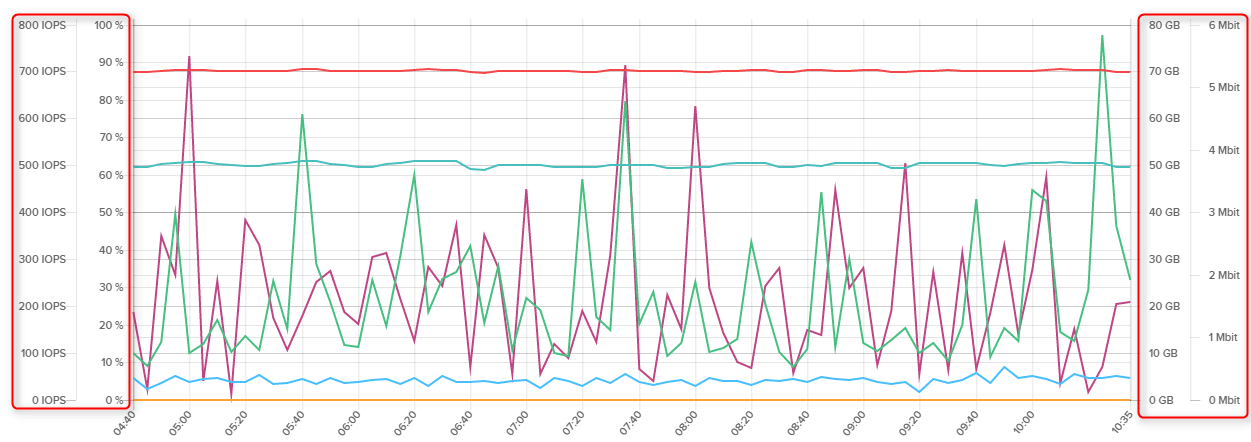 800 IOPS 100 % 80 GB 6 Mbit
90 %
700 IOPS 70 GB
5 Mbit
80 %
600 IOPS 60 GB
70 %
4 Mbit
500 IOPS 50 GB
60 %
400 IOPS 50 % 40 GB 3 Mbit
40 %
300 IOPS 30 GB
30 % 2 Mbit
200 IOPS 20 GB
20 % 1 Mbit
100 IOPS 10 GB
10 %
0 IOPS 0 % 0 GB 0 Mbit
04:40 05:00 05:20 05:40 06:00 06:20 06:40 07:00 07:20 07:40 08:00 08:20 08:40 09:00 09:20 09:40 10:00 10:35